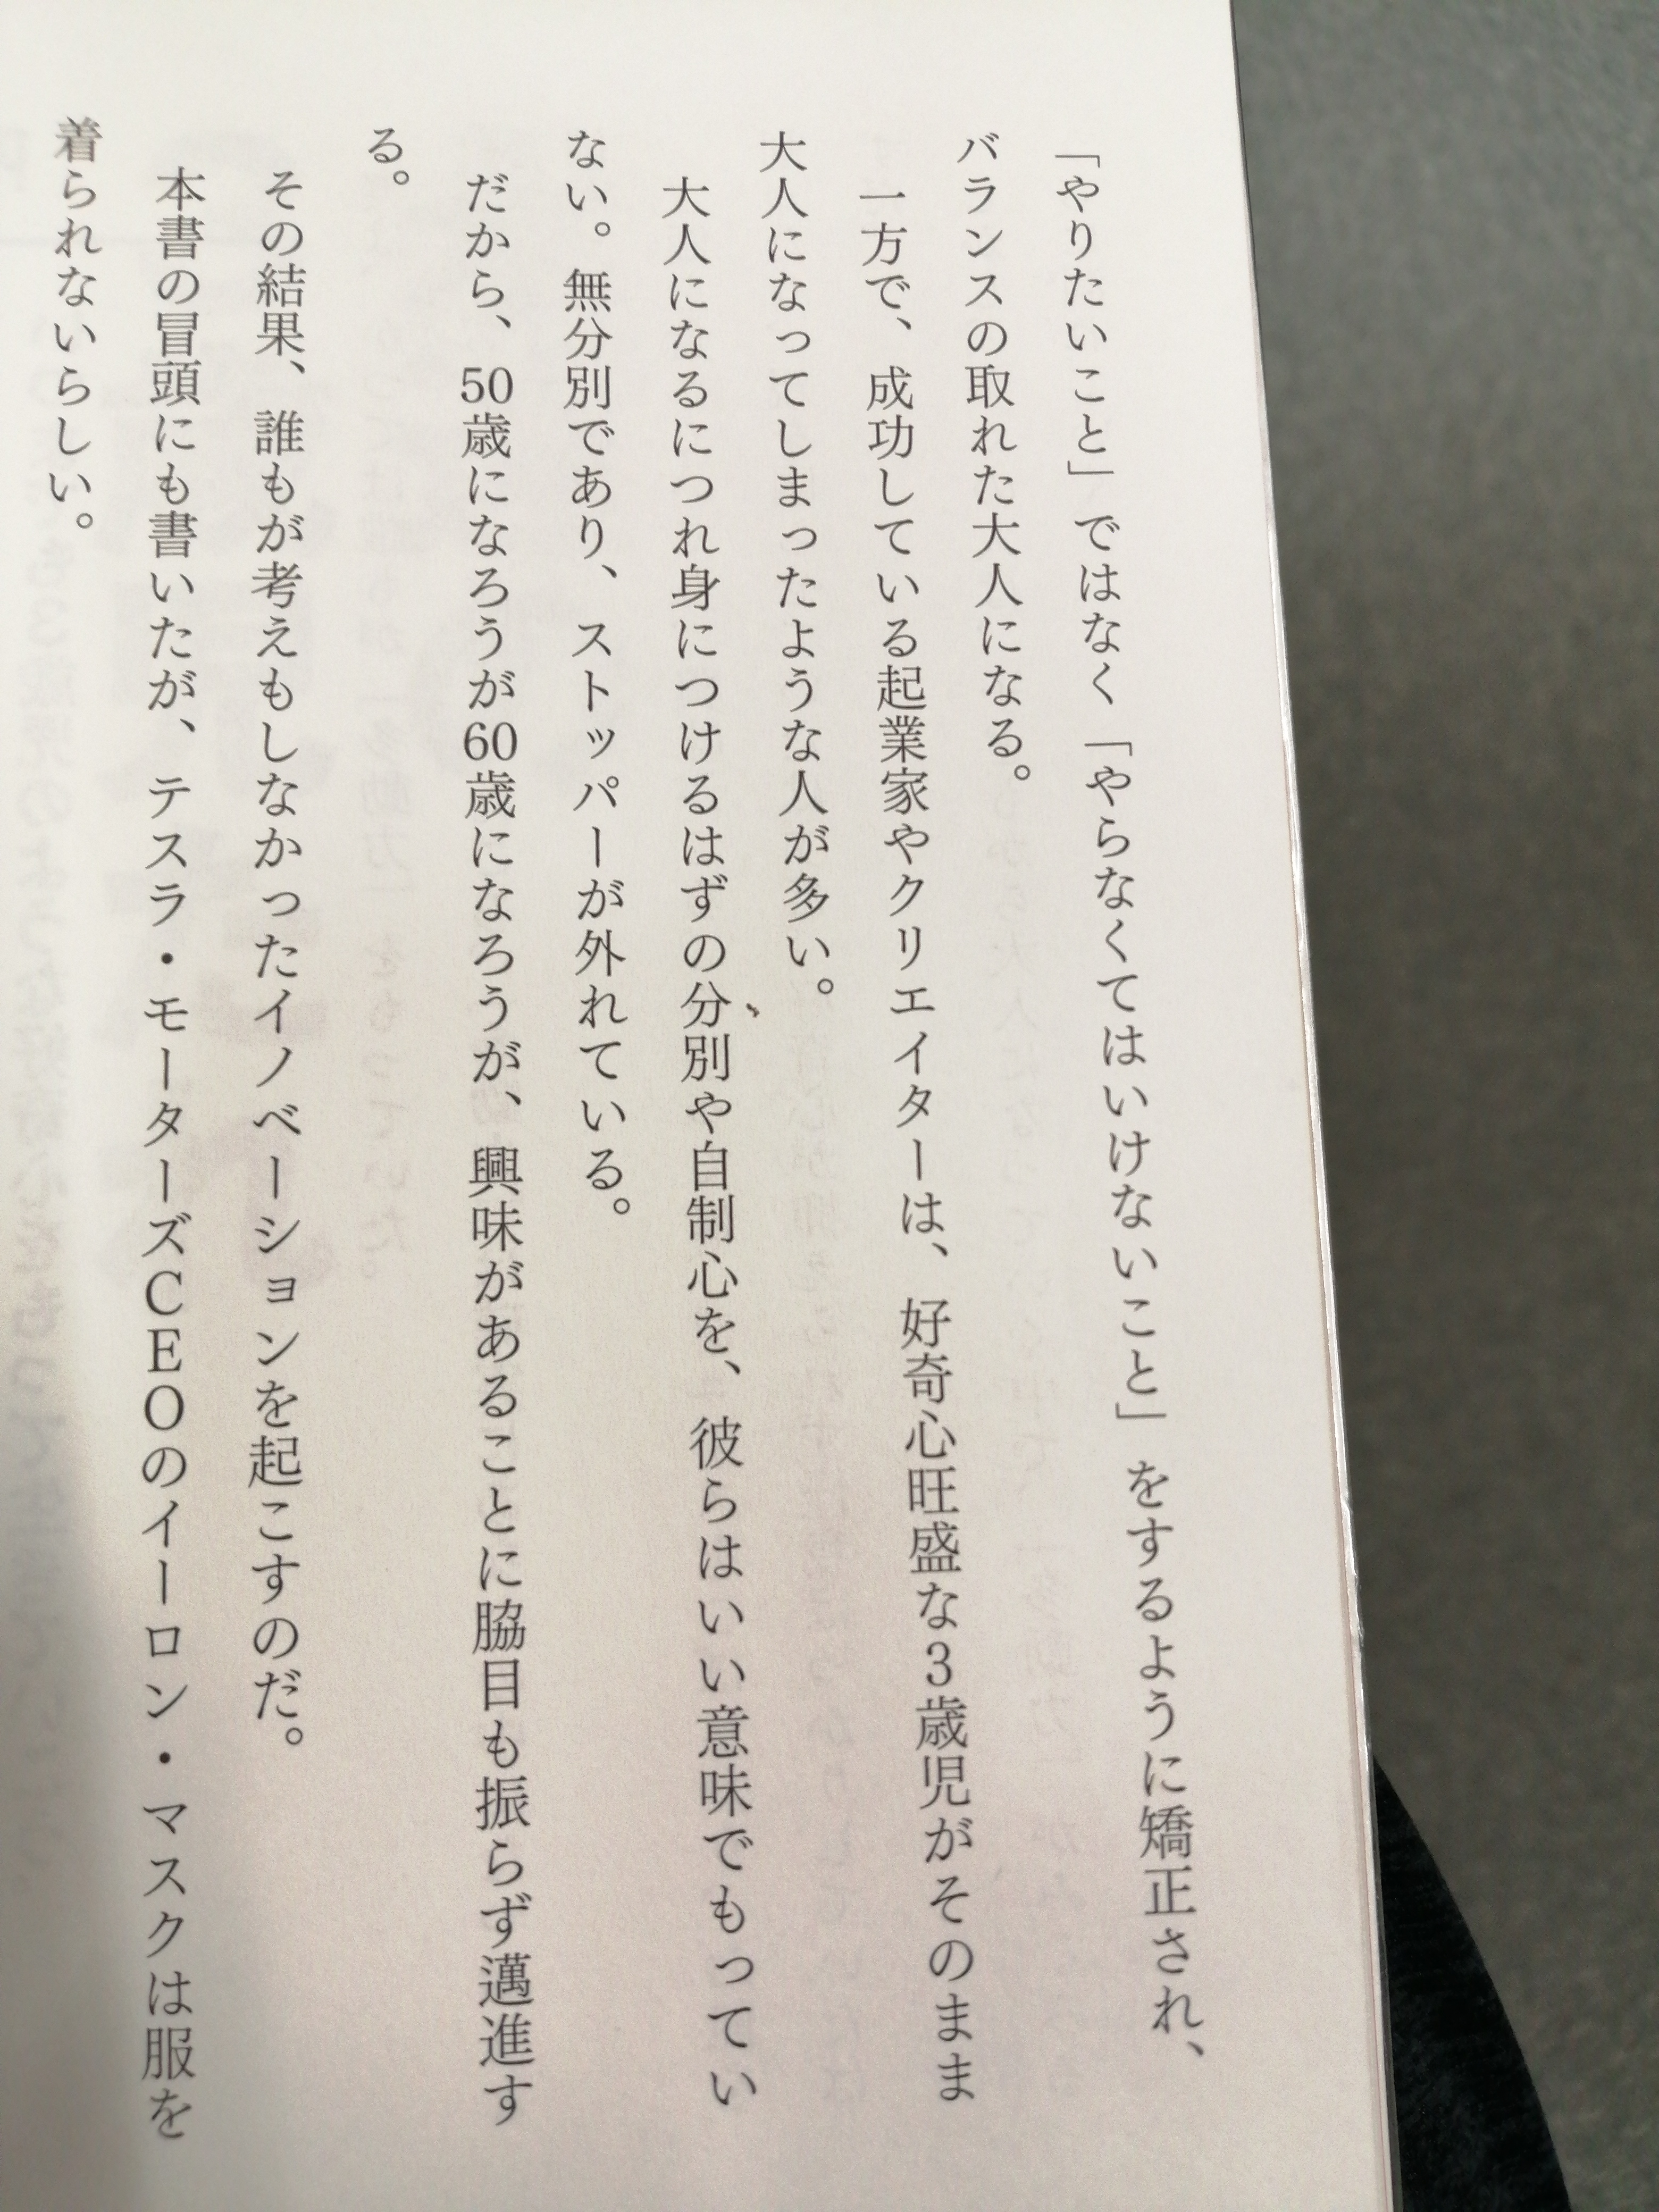 「やりたいこと」ではなく「やらなくてはいけないこと」をするように矯正され、
バランスの取れた大人になる。
一方で、成功している起業家やクリエイターは、好奇心旺盛な3歳児がそのまま
大人になってしまったような人が多い。
大人になるにつれ身につけるはずの分別や自制心を、彼らはいい意味でもってい
ない。無分別であり、ストッパーが外れている。
だから、50歳になろうが60歳になろうが、興味があることに脇目も振らず邁進す
る。
その結果、誰もが考えもしなかったイノベーションを起こすのだ。
本書の冒頭にも書いたが、テスラ・モーターズCEOのイーロン・マスクは服を
着られないらしい。